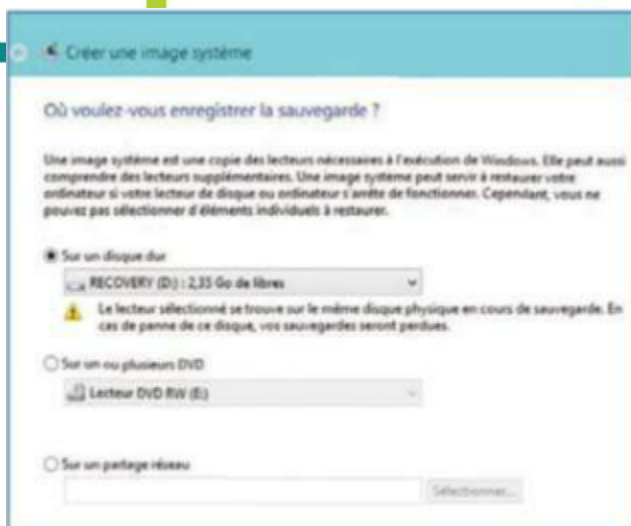 Créer une image système
Où voulez-vous enregistrer la sauvegarde ?
Une image système est une copie des lecteurs nécessaires à l'exécution de Windows. Elle peut aussi
comprendre des lecteurs supplémentaires. Une image système peut servir à restaurer votre
ordinateur si votre lecteur de disque ou ordinateur s'arrête de fonctionner. Cependant, vous ne
pouvez pas sélectionner d'éléments individuels à restaurer.
Sur un disque dur
RECOVERY (D:) : 2,35 Go de libres
Le lecteur sélectionné se trouve sur le même disque physique en cours de sauvegarde. En
cas de panne de ce disque, vos sauvegardes seront perdues.
Sur un ou plusieurs DVD
Lecteur DVD RW (E:)
Sur un partage réseau
Sélectionner...